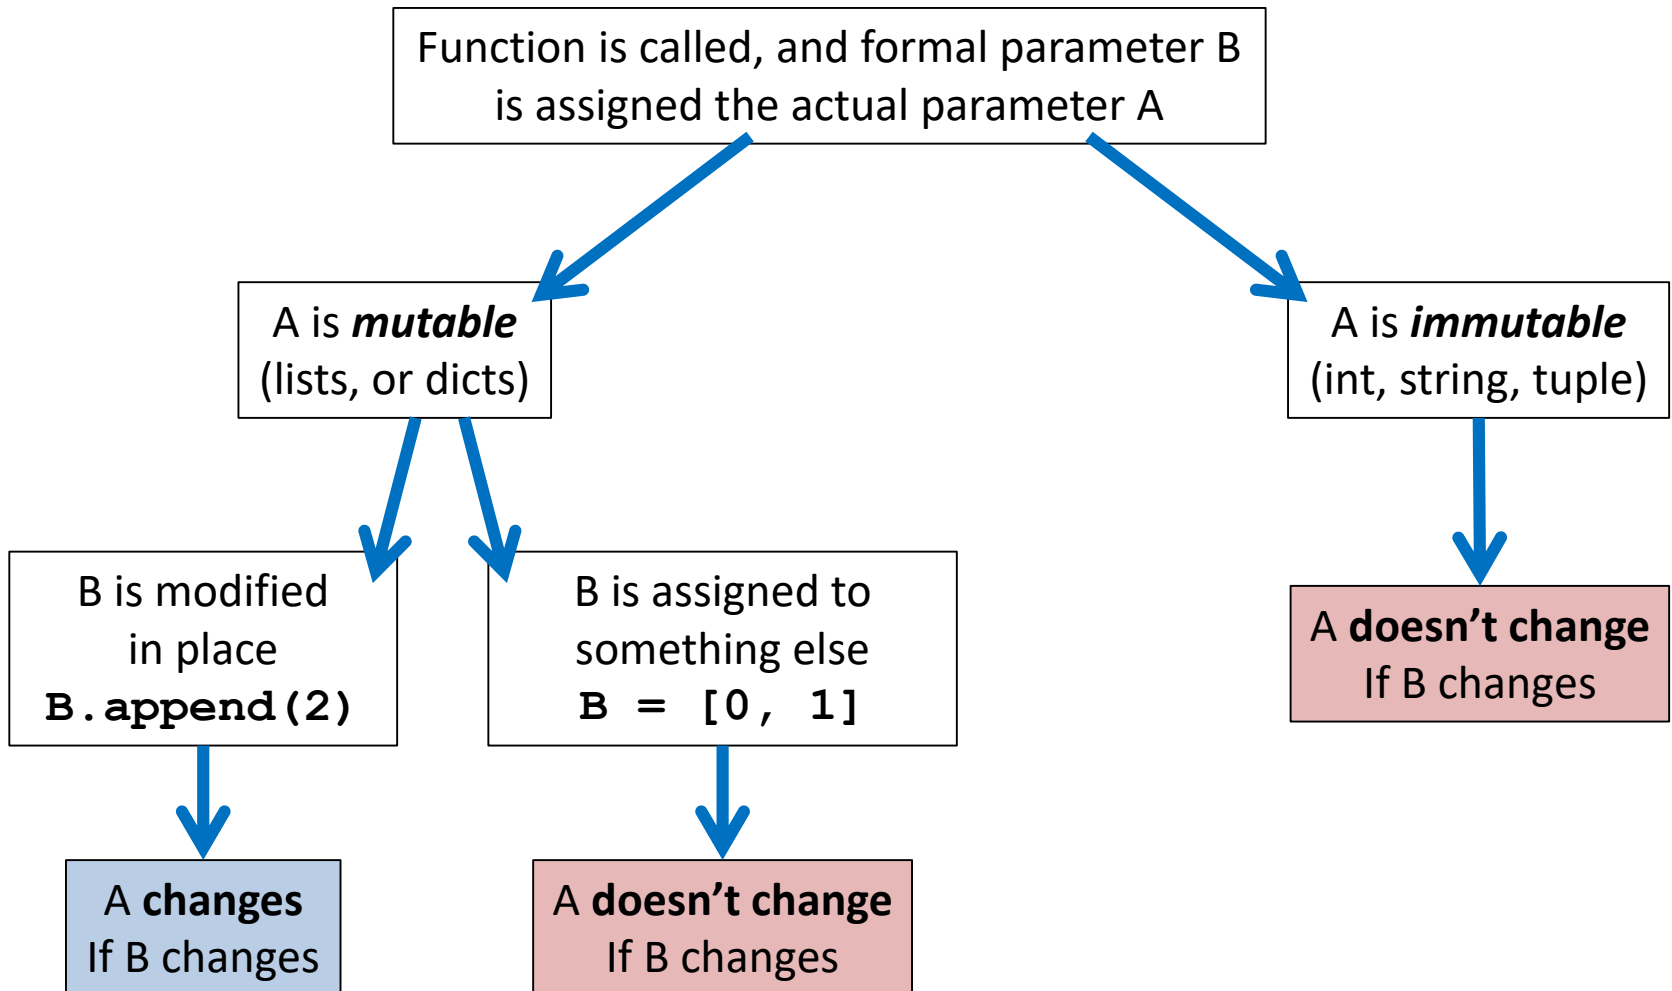 Function is called, and formal parameter B
is assigned the actual parameter A
A is mutable
(lists, or dicts)
A is immutable
(int, string, tuple)
B is modified
in place
B.append(2)
B is assigned to
something else
B = [0, 1]
A doesn’t change
If B changes
A changes
If B changes
A doesn’t change
If B changes